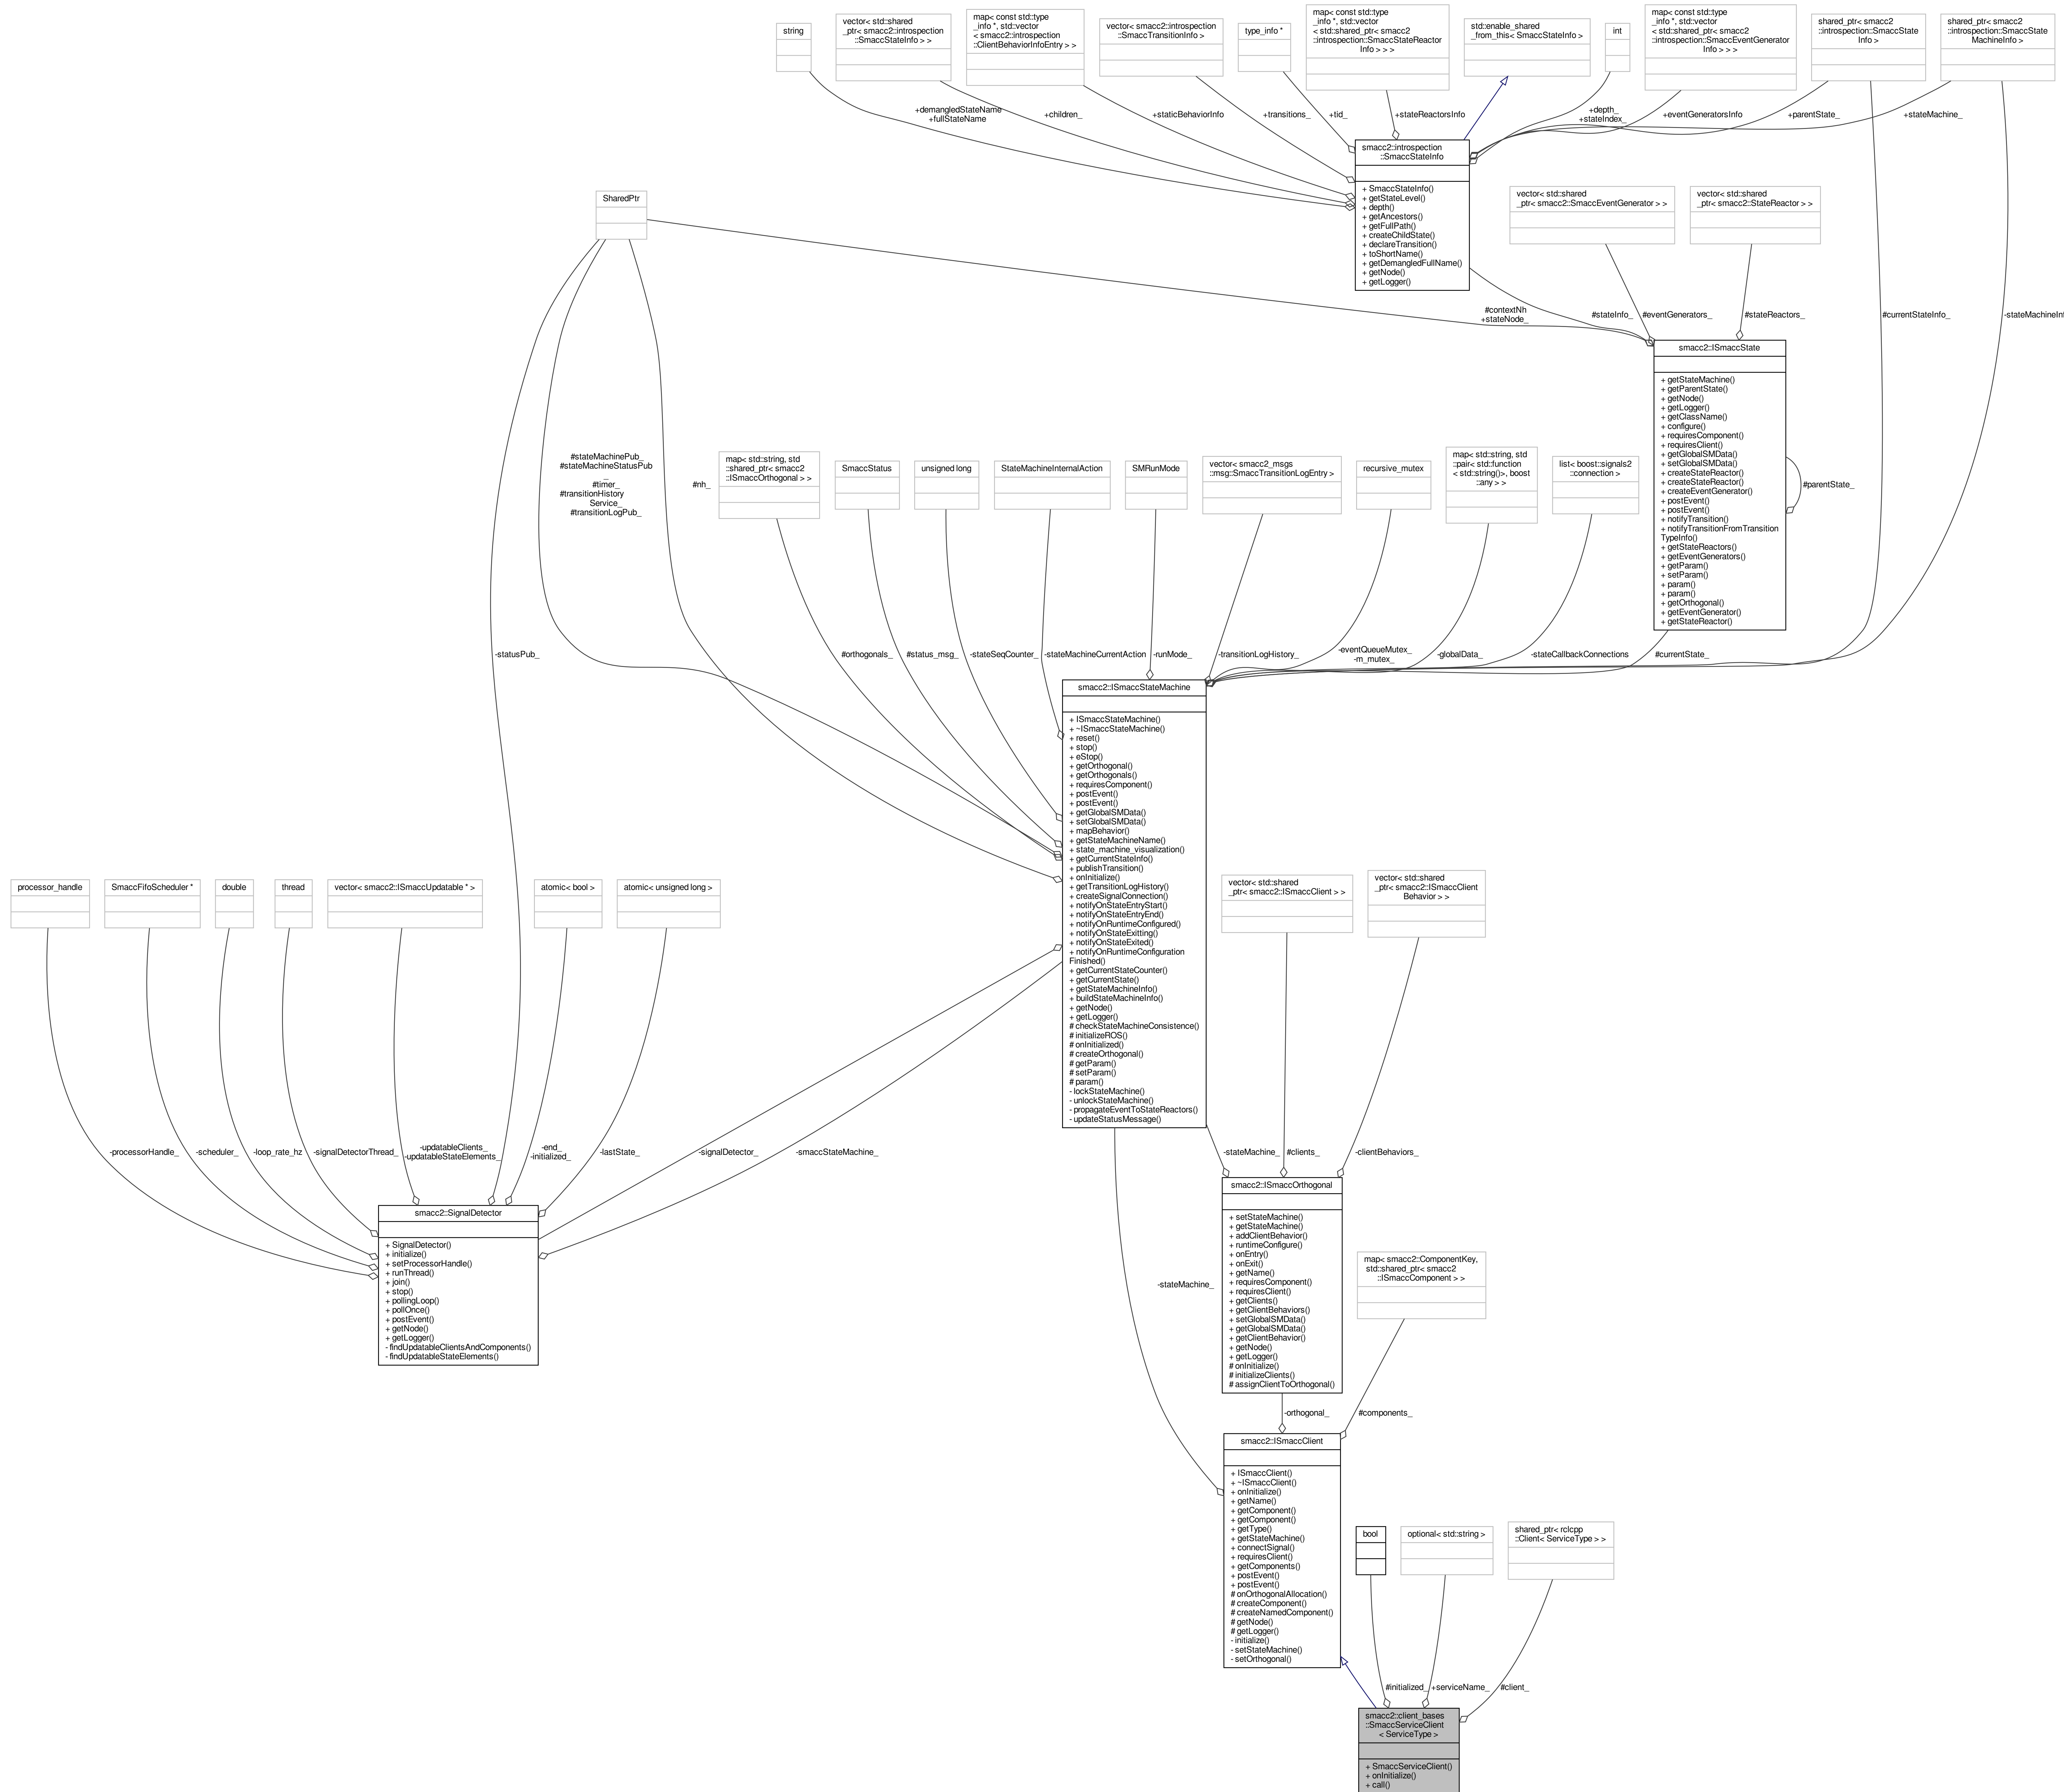 string
vector< std::shared
_ptr< smacc2::introspection
::SmaccStateInfo > >
map< const std::type
_info *, std::vector
< smacc2::introspection
::ClientBehaviorInfoEntry > >
vector< smacc2::introspection
::SmaccTransitionInfo >
type_info *
map< const std::type
_info *, std::vector
< std::shared_ptr< smacc2
::introspection::SmaccStateReactor
Info > > >
std::enable_shared
_from_this< SmaccStateInfo >
int
map< const std::type
_info *, std::vector
< std::shared_ptr< smacc2
::introspection::SmaccEventGenerator
Info > > >
shared_ptr< smacc2
::introspection::SmaccState
Info >
shared_ptr< smacc2
::introspection::SmaccState
MachineInfo >
+demangledStateName
+fullStateName
+children_
+staticBehaviorInfo
+transitions_
+tid_
+stateReactorsInfo
+depth_
+stateIndex_
+eventGeneratorsInfo
+parentState_
+stateMachine_
smacc2::introspection
::SmaccStateInfo
+ SmaccStateInfo()
+ getStateLevel()
+ depth()
+ getAncestors()
+ getFullPath()
+ createChildState()
+ declareTransition()
+ toShortName()
+ getDemangledFullName()
+ getNode()
+ getLogger()
SharedPtr
vector< std::shared
_ptr< smacc2::SmaccEventGenerator > >
vector< std::shared
_ptr< smacc2::StateReactor > >
#contextNh
+stateNode_
#stateInfo_
#eventGenerators_
#stateReactors_
#currentStateInfo_
-stateMachineInf
smacc2::ISmaccState
+ getStateMachine()
+ getParentState()
+ getNode()
+ getLogger()
+ getClassName()
+ configure()
+ requiresComponent()
+ requiresClient()
+ getGlobalSMData()
+ setGlobalSMData()
+ createStateReactor()
+ createStateReactor()
+ createEventGenerator()
+ postEvent()
+ postEvent()
+ notifyTransition()
+ notifyTransitionFromTransition
TypeInfo()
+ getStateReactors()
+ getEventGenerators()
+ getParam()
+ setParam()
+ param()
+ param()
+ getOrthogonal()
+ getEventGenerator()
+ getStateReactor()
#parentState_
#stateMachinePub_
#stateMachineStatusPub
_
#timer_
#transitionHistory
Service_
#transitionLogPub_
#nh_
map< std::string, std
::shared_ptr< smacc2
::ISmaccOrthogonal > >
SmaccStatus
unsigned long
StateMachineInternalAction
SMRunMode
vector< smacc2_msgs
::msg::SmaccTransitionLogEntry >
recursive_mutex
map< std::string, std
::pair< std::function
< std::string()>, boost
::any > >
list< boost::signals2
::connection >
-statusPub_
#orthogonals_
#status_msg_
-stateSeqCounter_
-stateMachineCurrentAction
-runMode_
-transitionLogHistory_
-eventQueueMutex_
-m_mutex_
-globalData_
-stateCallbackConnections
#currentState_
smacc2::ISmaccStateMachine
+ ISmaccStateMachine()
+ ~ISmaccStateMachine()
+ reset()
+ stop()
+ eStop()
+ getOrthogonal()
+ getOrthogonals()
+ requiresComponent()
+ postEvent()
+ postEvent()
+ getGlobalSMData()
+ setGlobalSMData()
+ mapBehavior()
+ getStateMachineName()
+ state_machine_visualization()
+ getCurrentStateInfo()
+ publishTransition()
+ onInitialize()
+ getTransitionLogHistory()
+ createSignalConnection()
+ notifyOnStateEntryStart()
+ notifyOnStateEntryEnd()
+ notifyOnRuntimeConfigured()
+ notifyOnStateExitting()
+ notifyOnStateExited()
+ notifyOnRuntimeConfiguration
Finished()
+ getCurrentStateCounter()
+ getCurrentState()
+ getStateMachineInfo()
+ buildStateMachineInfo()
+ getNode()
+ getLogger()
# checkStateMachineConsistence()
# initializeROS()
# onInitialized()
# createOrthogonal()
# getParam()
# setParam()
# param()
- lockStateMachine()
- unlockStateMachine()
- propagateEventToStateReactors()
- updateStatusMessage()
processor_handle
SmaccFifoScheduler *
double
thread
vector< smacc2::ISmaccUpdatable * >
atomic< bool >
atomic< unsigned long >
vector< std::shared
_ptr< smacc2::ISmaccClient > >
vector< std::shared
_ptr< smacc2::ISmaccClient
Behavior > >
-processorHandle_
-scheduler_
-loop_rate_hz
-signalDetectorThread_
-updatableClients_
-updatableStateElements_
-end_
-initialized_
-lastState_
-signalDetector_
-smaccStateMachine_
-stateMachine_
#clients_
-clientBehaviors_
smacc2::SignalDetector
+ SignalDetector()
+ initialize()
+ setProcessorHandle()
+ runThread()
+ join()
+ stop()
+ pollingLoop()
+ pollOnce()
+ postEvent()
+ getNode()
+ getLogger()
- findUpdatableClientsAndComponents()
- findUpdatableStateElements()
smacc2::ISmaccOrthogonal
+ setStateMachine()
+ getStateMachine()
+ addClientBehavior()
+ runtimeConfigure()
+ onEntry()
+ onExit()
+ getName()
+ requiresComponent()
+ requiresClient()
+ getClients()
+ getClientBehaviors()
+ setGlobalSMData()
+ getGlobalSMData()
+ getClientBehavior()
+ getNode()
+ getLogger()
# onInitialize()
# initializeClients()
# assignClientToOrthogonal()
map< smacc2::ComponentKey,
std::shared_ptr< smacc2
::ISmaccComponent > >
-stateMachine_
-orthogonal_
#components_
smacc2::ISmaccClient
+ ISmaccClient()
+ ~ISmaccClient()
+ onInitialize()
+ getName()
+ getComponent()
+ getComponent()
+ getType()
+ getStateMachine()
+ connectSignal()
+ requiresClient()
+ getComponents()
+ postEvent()
+ postEvent()
# onOrthogonalAllocation()
# createComponent()
# createNamedComponent()
# getNode()
# getLogger()
- initialize()
- setStateMachine()
- setOrthogonal()
bool
optional< std::string >
shared_ptr< rclcpp
::Client< ServiceType > >
#initialized_
+serviceName_
#client_
smacc2::client_bases
::SmaccServiceClient
< ServiceType >
+ SmaccServiceClient()
+ onInitialize()
+ call()